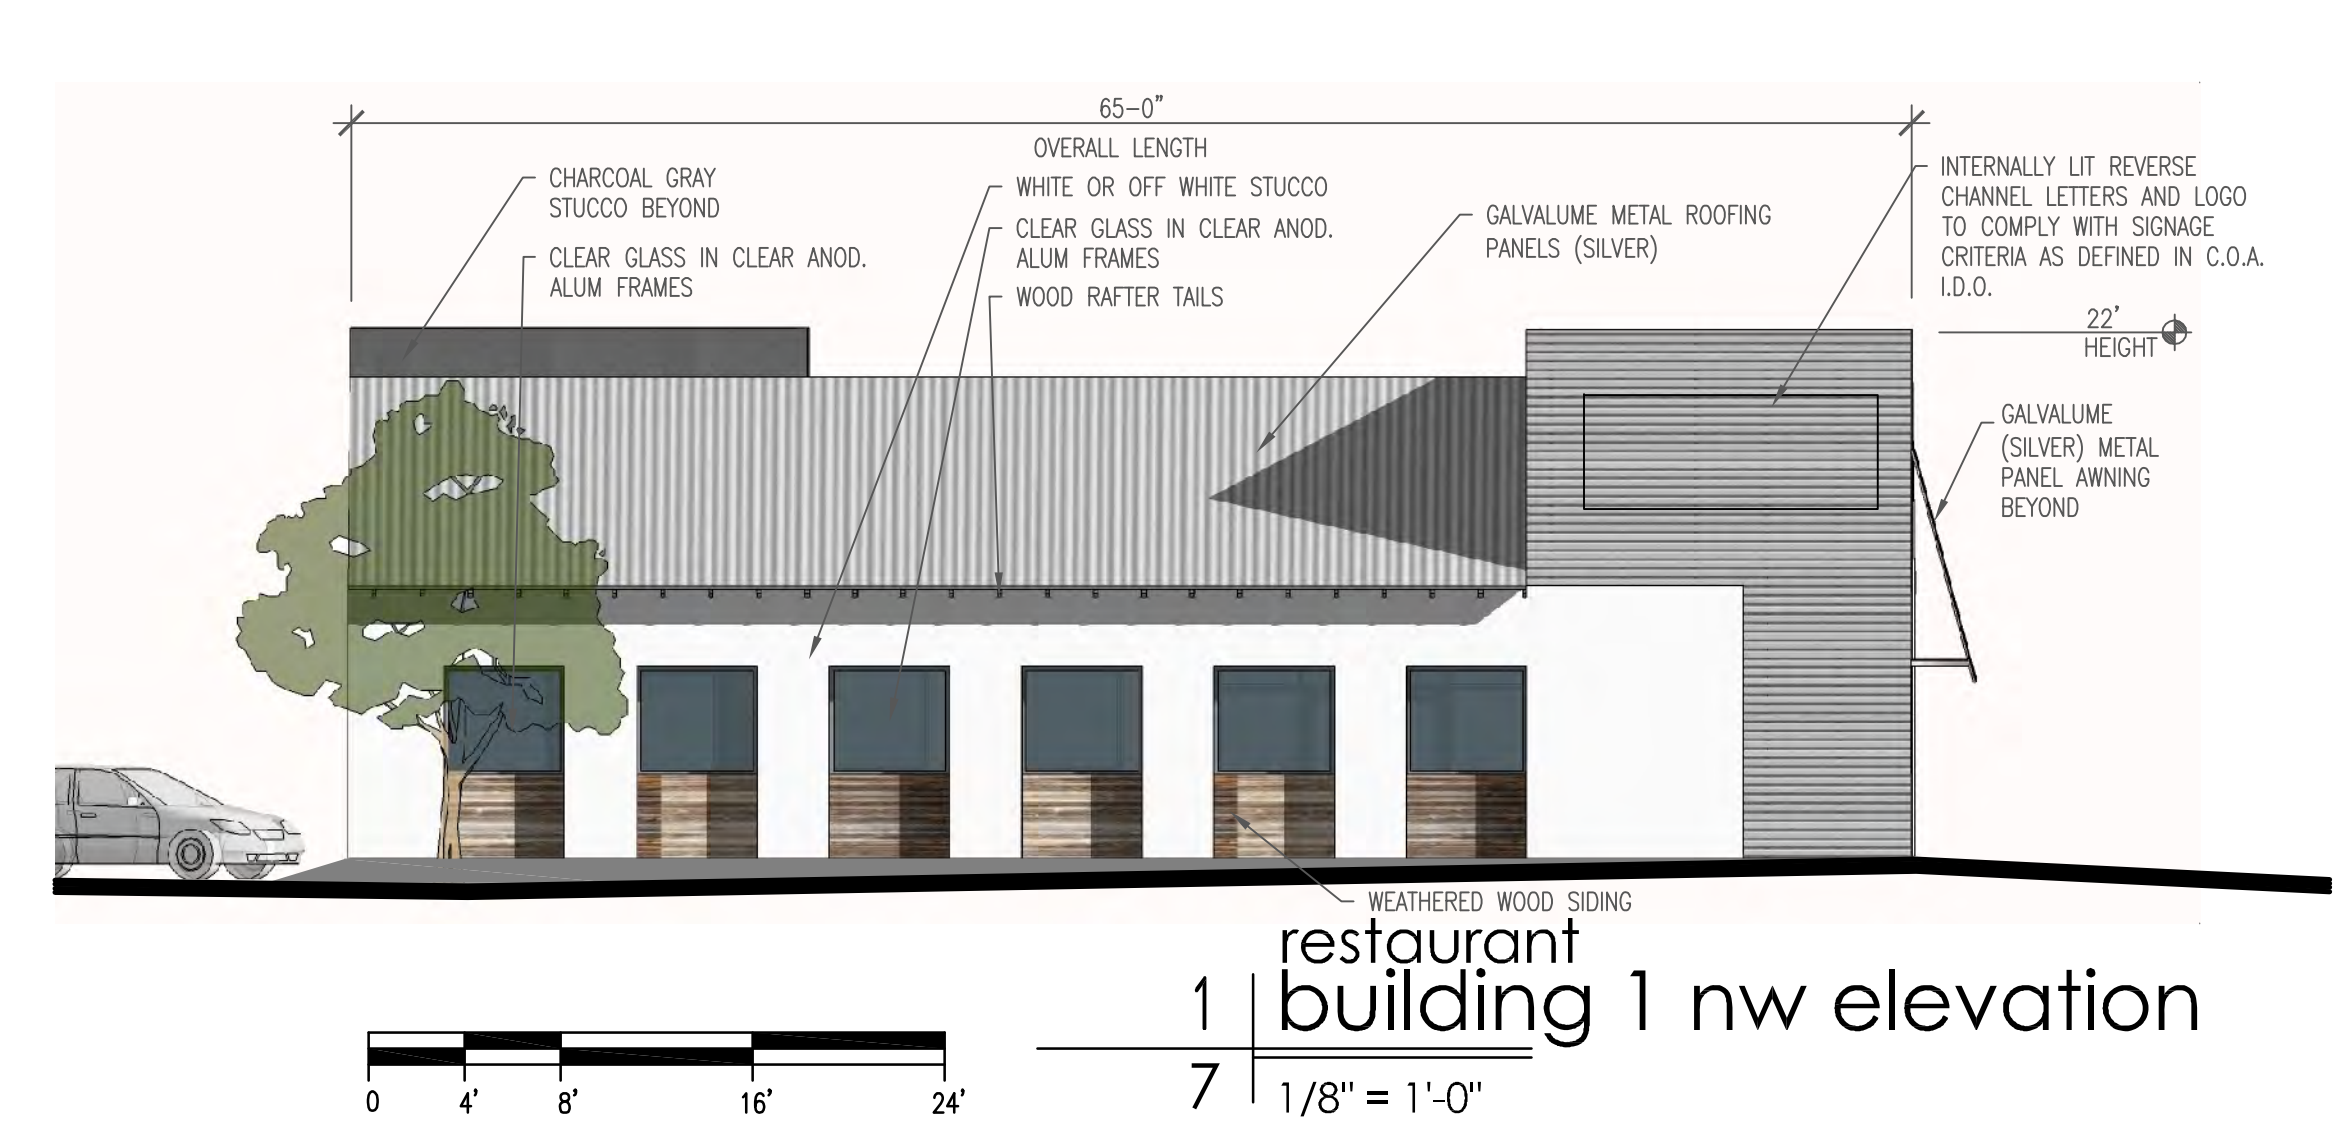 65-0"
OVERALL LENGTH
CHARCOAL GRAY
STUCCO BEYOND
CLEAR GLASS IN CLEAR ANOD.
ALUM FRAMES
WHITE OR OFF WHITE STUCCO
CLEAR GLASS IN CLEAR ANOD.
ALUM FRAMES
WOOD RAFTER TAILS
GALVALUME METAL ROOFING
PANELS (SILVER)
INTERNALLY LIT REVERSE
CHANNEL LETTERS AND LOGO
TO COMPLY WITH SIGNAGE
CRITERIA AS DEFINED IN C.O.A.
I.D.O.
22'
HEIGHT
GALVALUME
(SILVER) METAL
PANEL AWNING
BEYOND
WEATHERED WOOD SIDING
restaurant
1 building 1 nw elevation
7 1/8" = 1'-0"
0 4' 8' 16' 24'